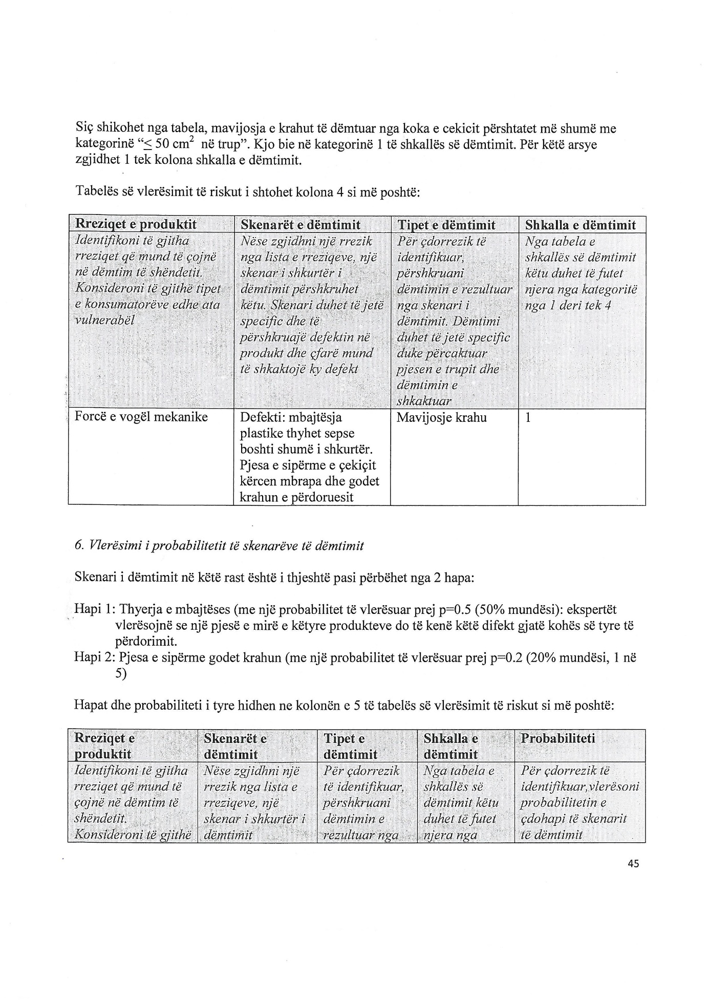 Siç shikohet nga tabela, mavijosja e krahut të dëmtuar nga koka e cekicit përshtatet më shumë me
kategorinë “≤ 50 cm² në trup”. Kjo bie në kategorinë 1 të shkallës së dëmtimit. Për këtë arsye
zgjidhet 1 tek kolona shkalla e dëmtimit.
Tabelës së vlerësimit të riskut i shtohet kolona 4 si më poshtë:
Rreziqet e produktit
Identifikoni të gjitha
rreziqet që mund të çojnë
në dëmtim të shëndetit.
Konsideroni të gjithë tipet
e konsumatorëve edhe ata
vulnerabël
Skenarët e dëmtimit
Nëse zgjidhni një rrezik
nga lista e rreziqeve, një
skenar i shkurtër i
dëmtimit përshkruhet
këtu. Skenari duhet të jetë
specific dhe të
përshkruajë defektin në
produkt dhe çfarë mund
të shkaktojë ky defekt
Tipet e dëmtimit
Për çdorrezik të
identifikuar,
përshkruani
dëmtimin e rezultuar
nga skenari i
dëmtimit. Dëmtimi
duhet të jetë specific
duke përcaktuar
pjesen e trupit dhe
dëmtimin e
shkaktuar
Shkalla e dëmtimit
Nga tabela e
shkallës së dëmtimit
këtu duhet të futet
njera nga kategoritë
nga 1 deri tek 4
Forcë e vogël mekanike
Defekti: mbajtësja
plastike thyhet sepse
boshti shumë i shkurtër.
Pjesa e sipërme e çekiçit
kërcen mbrapa dhe godet
krahun e përdoruesit
Mavijosje krahu
1
6. Vlerësimi i probabilitetit të skenarëve të dëmtimit
Skenari i dëmtimit në këtë rast është i thjeshtë pasi përbëhet nga 2 hapa:
Hapi 1: Thyerja e mbajtëses (me një probabilitet të vlerësuar prej p=0.5 (50% mundësi): ekspertët
vlerësojnë se një pjesë e mirë e këtyre produkteve do të kenë këtë difekt gjatë kohës së tyre të
përdorimit.
Hapi 2: Pjesa e sipërme godet krahun (me një probabilitet të vlerësuar prej p=0.2 (20% mundësi, 1 në
5)
Hapat dhe probabiliteti i tyre hidhen ne kolonën e 5 të tabelës së vlerësimit të riskut si më poshtë:
Rreziqet e
produktit
Identifikoni të gjitha
rreziqet që mund të
çojnë në dëmtim të
shëndetit.
Konsideroni të gjithë
Skenarët e
dëmtimit
Nëse zgjidhni një
rrezik nga lista e
rreziqeve, një
skenar i shkurtër i
dëmtimit
Tipet e
dëmtimit
Për çdorrezik
të identifikuar,
përshkruani
dëmtimin e
rezultuar nga
Shkalla e
dëmtimit
Nga tabela e
shkallës së
dëmtimit këtu
duhet të futet
njera nga
Probabiliteti
Për çdorrezik të
identifikuar,vlerësoni
probabilitetin e
çdohapi të skenarit
të dëmtimit
45